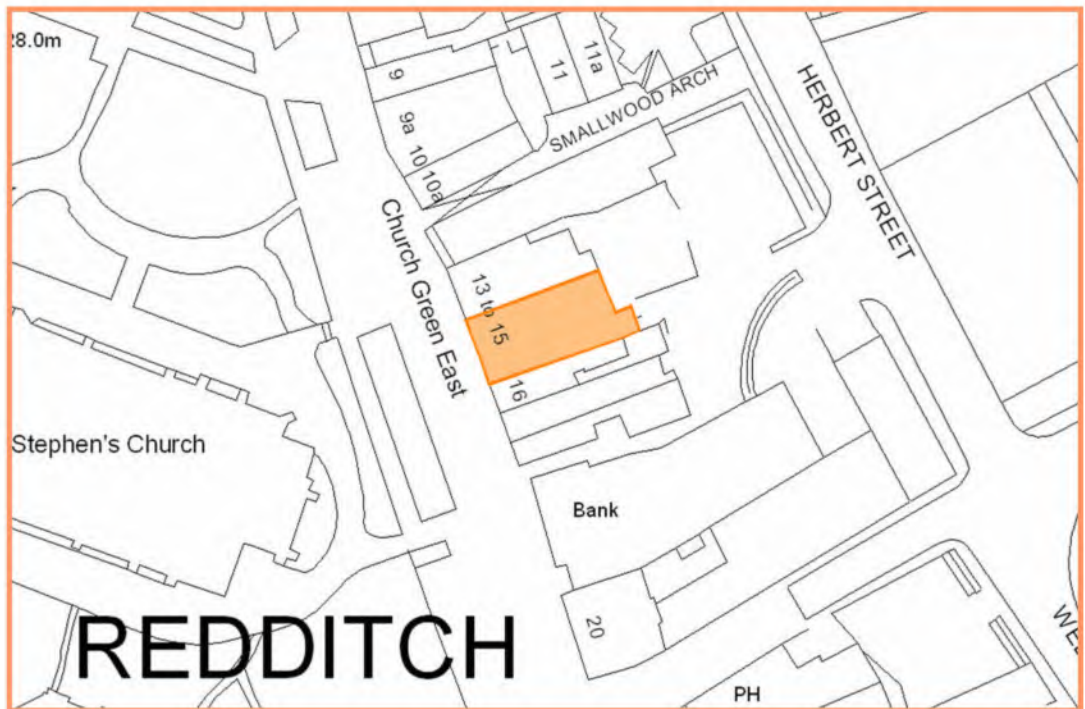 28.0m
9
9a
10
10a
11
11a
SMALLWOOD ARCH
HERBERT STREET
Church Green East
13 to 15
16
Stephen's Church
Bank
20
REDDITCH
PH